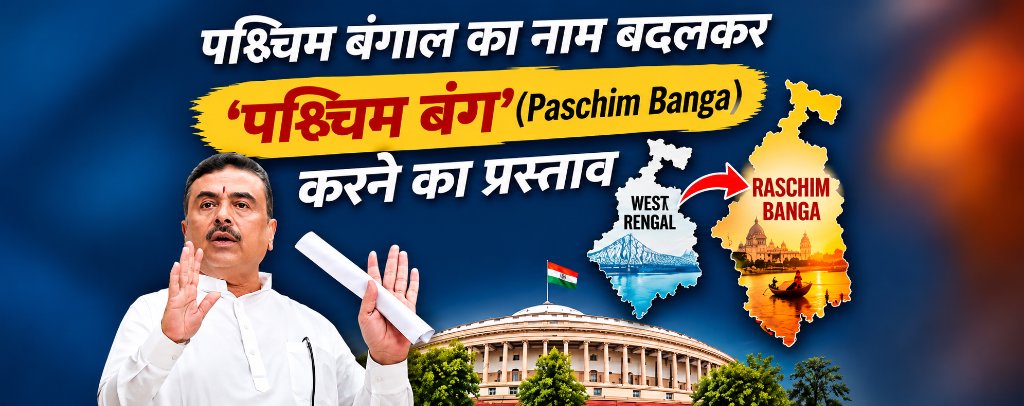 पश्चिम बंगाल का नाम बदलकर
'पश्चिम बंग' (Paschim Banga)
करने का प्रस्ताव
WEST
RENGAL
RASCHIM
BANGA